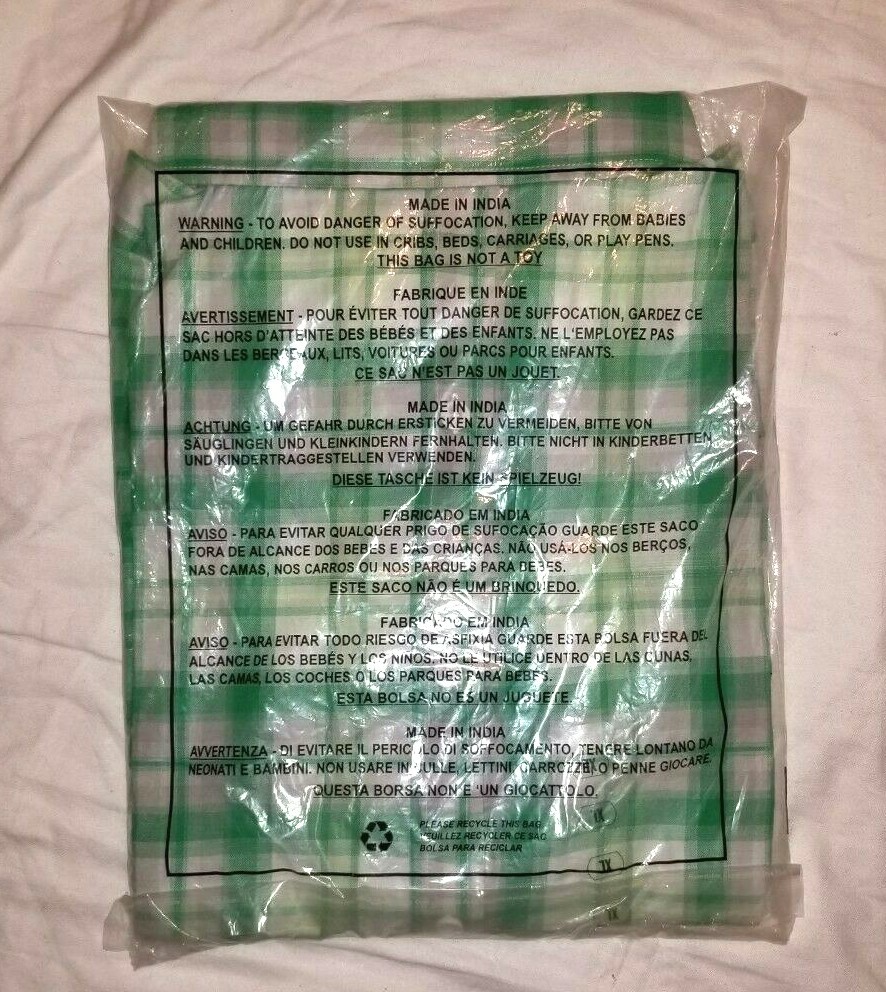 MADE IN INDIA
WARNING - TO AVOID DANGER OF SUFFOCATION, KEEP AWAY FROM BABIES
AND CHILDREN. DO NOT USE IN CRIBS, BEDS, CARRIAGES, OR PLAY PENS.
THIS BAG IS NOT A TOY
FABRIQUE EN INDE
AVERTISSEMENT - POUR ÉVITER TOUT DANGER DE SUFFOCATION, GARDEZ CE
SAC HORS D'ATTEINTE DES BÉBÉS ET DES ENFANTS. NE L'EMPLOYEZ PAS
DANS LES BERCEAUX, LITS, VOITURES OU PARCS POUR ENFANTS.
CE SAC N'EST PAS UN JOUET.
MADE IN INDIA
ACHTUNG - UM GEFAHR DURCH ERSTICKEN ZU VERMEIDEN, BITTE VON
SÄUGLINGEN UND KLEINKINDERN FERNHALTEN. BITTE NICHT IN KINDERBETTEN
UND KINDERTRAGGESTELLEN VERWENDEN.
DIESE TASCHE IST KEIN SPIELZEUG!
FABRICADO EM INDIA
AVISO - PARA EVITAR QUALQUER PRIGO DE SUFOCAÇÃO GUARDE ESTE SACO
FORA DE ALCANCE DOS BEBES E DAS CRIANÇAS. NÃO USÁ-LOS NOS BERÇOS,
NAS CAMAS, NOS CARROS OU NOS PARQUES PARA BEBES.
ESTE SACO NÃO É UM BRINQUEDO.
FABRICADO EM INDIA
AVISO - PARA EVITAR TODO RIESGO DE ASFIXIA GUARDE ESTA BOLSA FUERA DEL
ALCANCE DE LOS BEBÉS Y LOS NINOS. NO LE UTILICE DENTRO DE LAS CUNAS,
LAS CAMAS, LOS COCHES O LOS PARQUES PARA BEBES.
ESTA BOLSA NO ES UN JUGUETE.
MADE IN INDIA
AVVERTENZA - DI EVITARE IL PERICOLO DI SOFFOCAMENTO, TENERE LONTANO DA
NEONATI E BAMBINI. NON USARE IN CULLE, LETTINI, CARROZZE O PENNE GIOCARE.
QUESTA BORSA NON E 'UN GIOCATTOLO.
PLEASE RECYCLE THIS BAG
VEUILLEZ RECYCLER CE SAC
BOLSA PARA RECICLAR